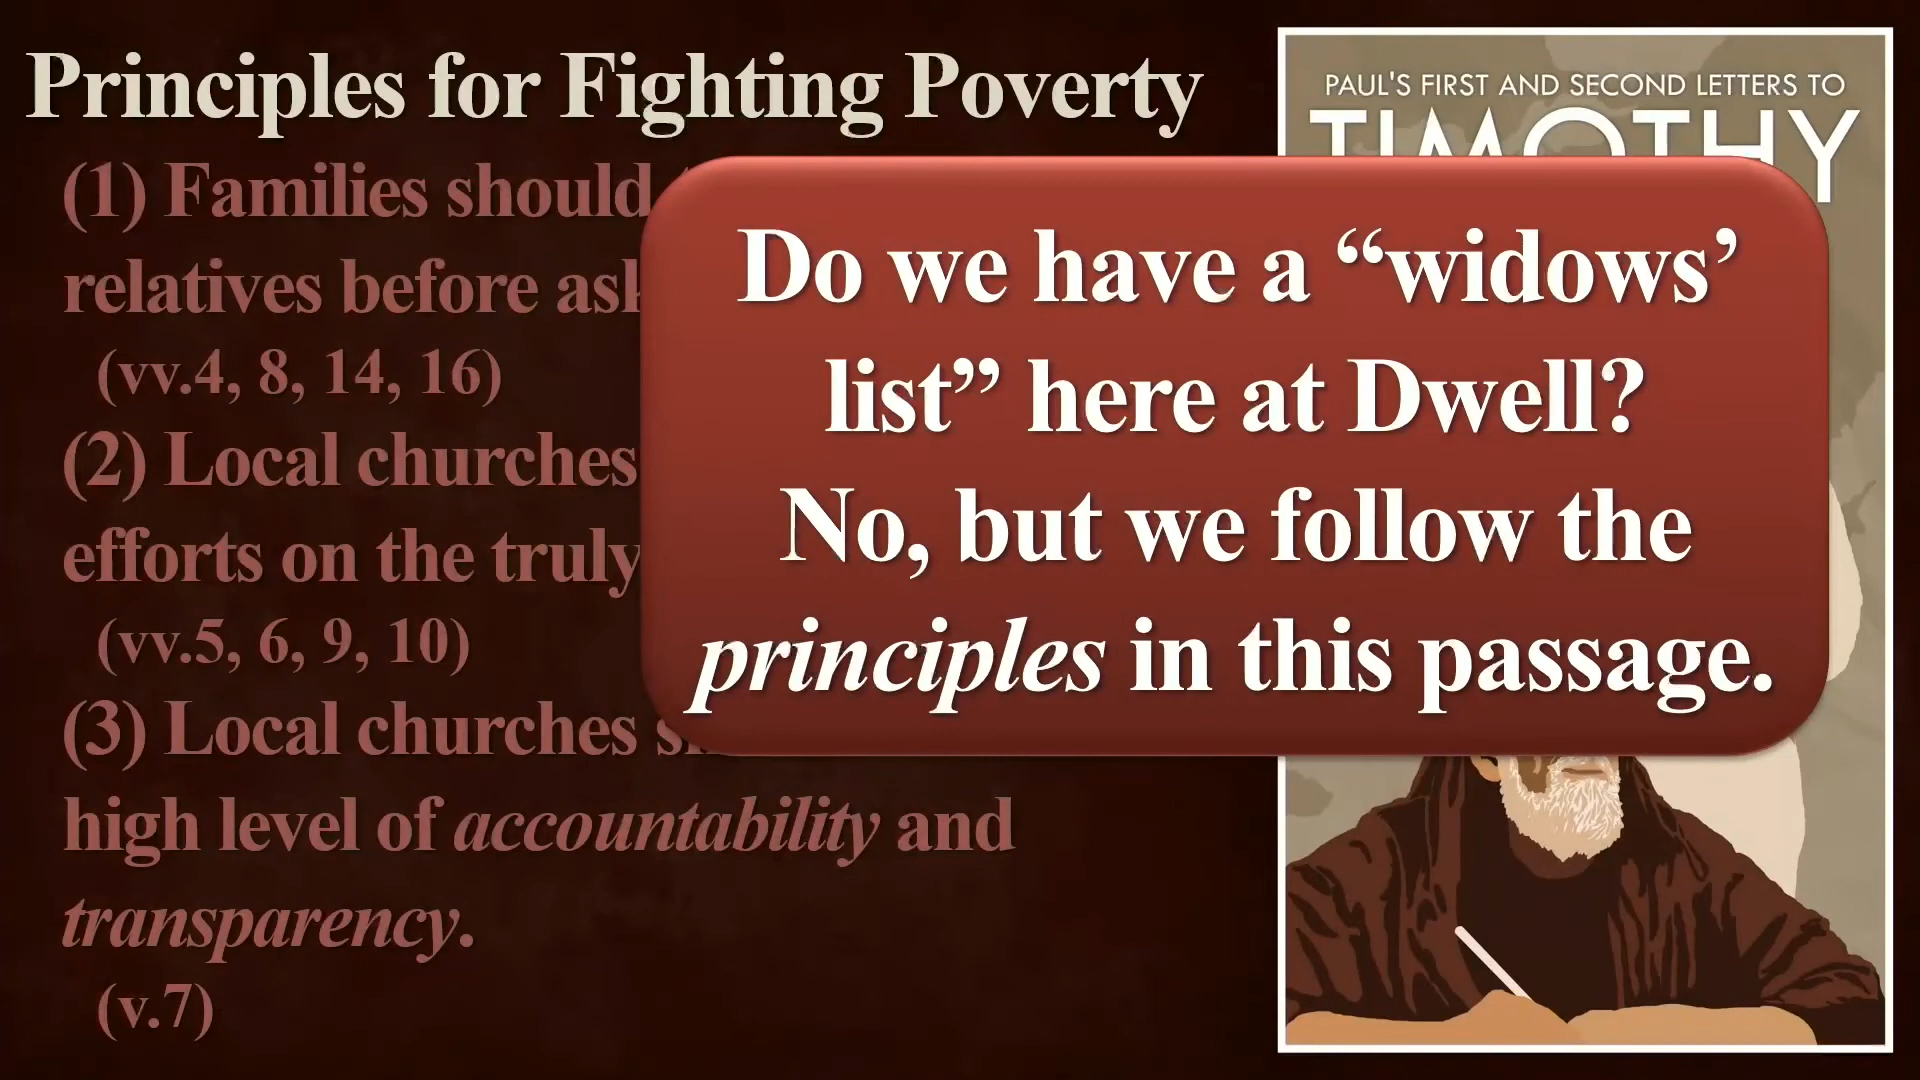 Principles for Fighting Poverty
(1) Families should
relatives before ask
(vv.4, 8, 14, 16)
(2) Local churches
efforts on the truly
(vv.5, 6, 9, 10)
(3) Local churches
high level of accountability and
transparency.
(v.7)
PAUL'S FIRST AND SECOND LETTERS TO
TIMOTHY
Do we have a “widows’
list” here at Dwell?
No, but we follow the
principles in this passage.